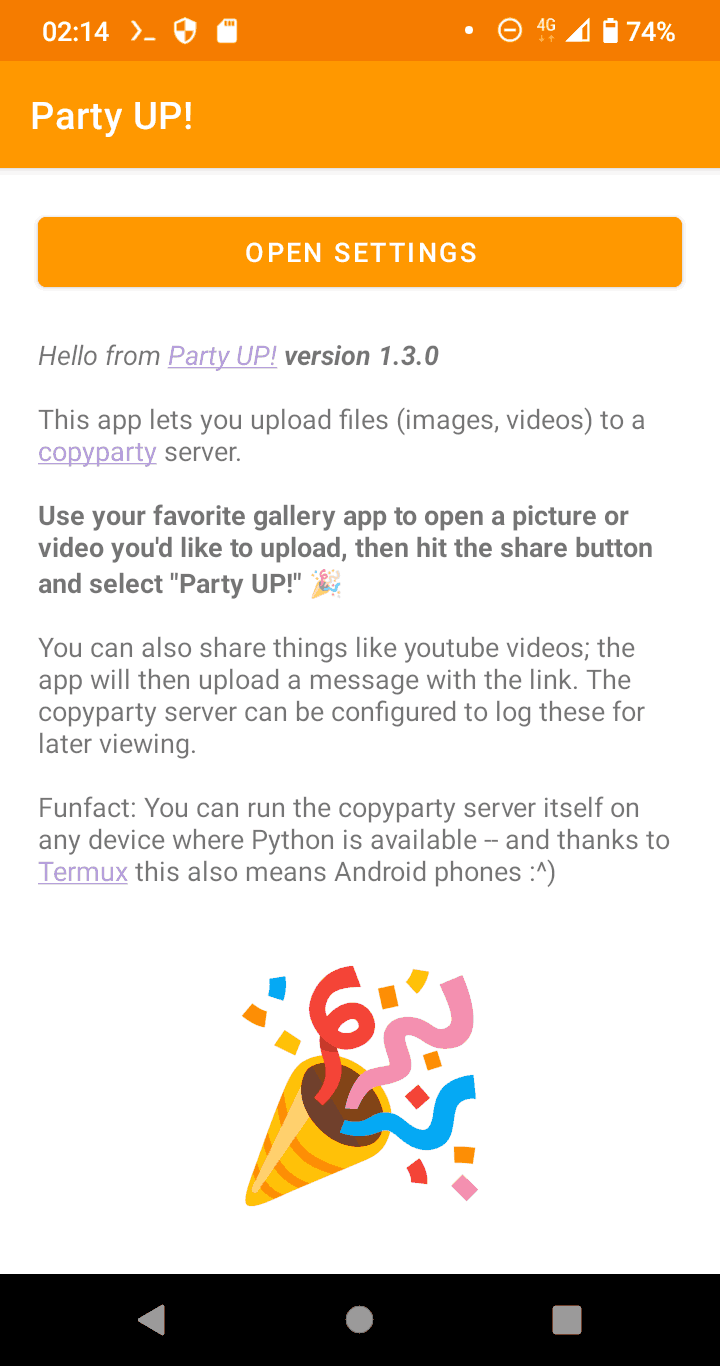 02:14
4G
74%
Party UP!
OPEN SETTINGS
Hello from Party UP! version 1.3.0
This app lets you upload files (images, videos) to a
copyparty server.
Use your favorite gallery app to open a picture or
video you'd like to upload, then hit the share button
and select "Party UP!" 🎉
You can also share things like youtube videos; the
app will then upload a message with the link. The
copyparty server can be configured to log these for
later viewing.
Funfact: You can run the copyparty server itself on
any device where Python is available -- and thanks to
Termux this also means Android phones :^)